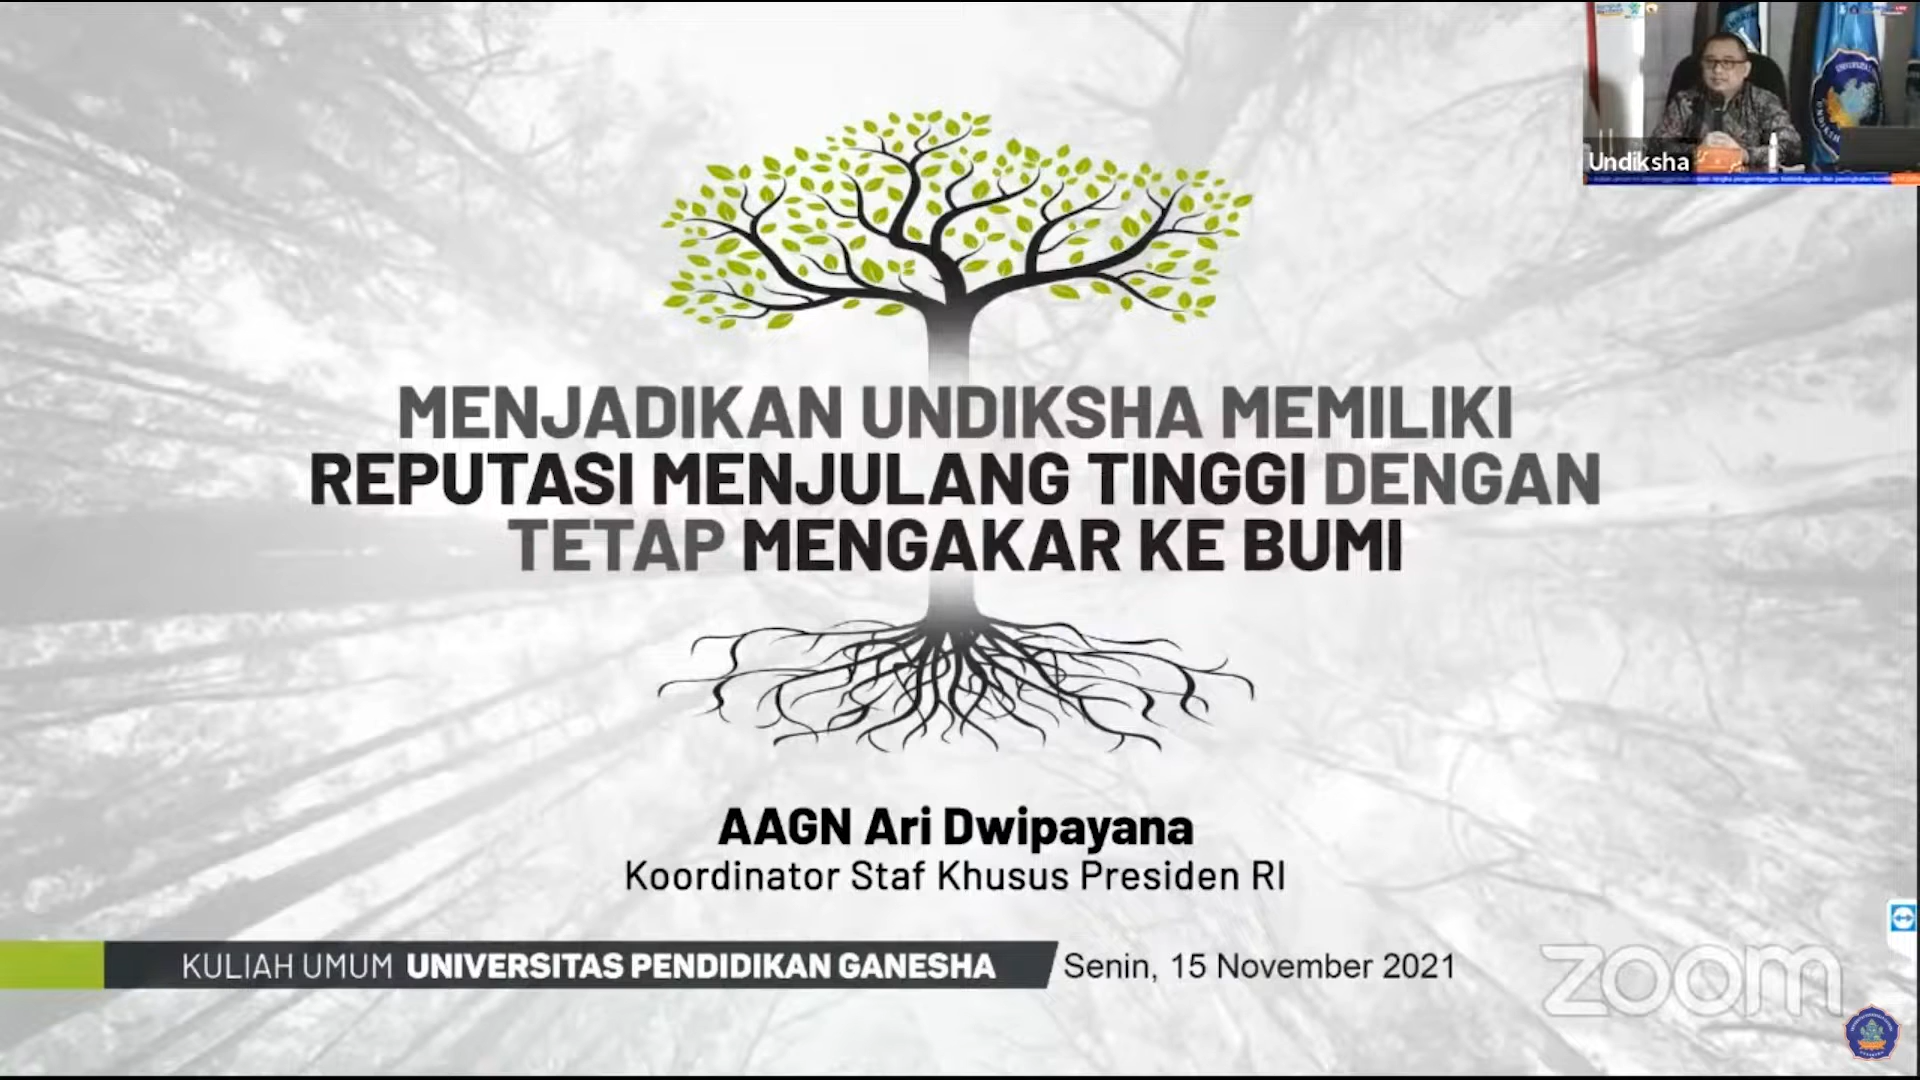 Undiksha
MENJADIKAN UNDIKSHA MEMILIKI
REPUTASI MENJULANG TINGGI DENGAN
TETAP MENGAKAR KE BUMI
AAGN Ari Dwipayana
Koordinator Staf Khusus Presiden RI
KULIAH UMUM UNIVERSITAS PENDIDIKAN GANESHA Senin, 15 November 2021
zoom